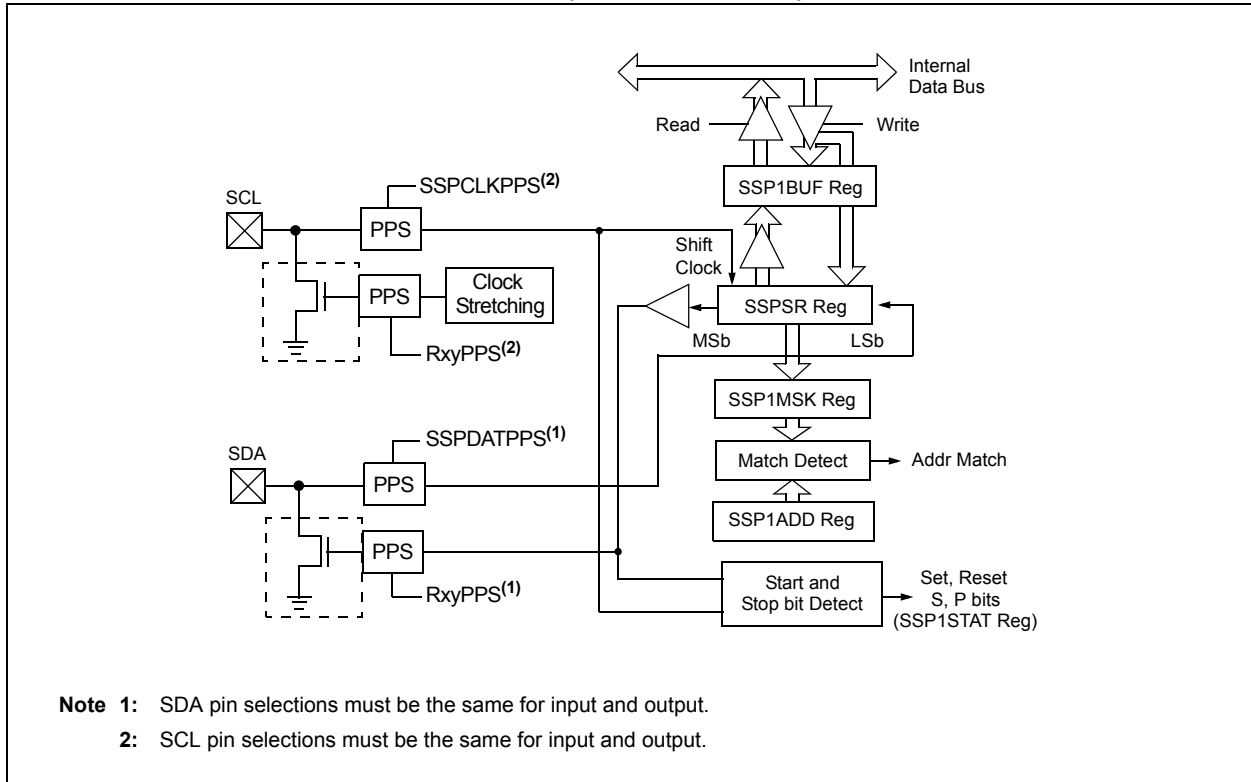 Internal
Data Bus
Read
Write
SSP1BUF Reg
SSPCLKPPS(2)
SCL
PPS
Shift
Clock
PPS
Clock
Stretching
SSPSR Reg
MSb
LSb
RxyPPS(2)
SSP1MSK Reg
SSPDATPPS(1)
SDA
Match Detect
Addr Match
PPS
SSP1ADD Reg
PPS
RxyPPS(1)
Start and
Stop bit Detect
Set, Reset
S, P bits
(SSP1STAT Reg)
Note 1: SDA pin selections must be the same for input and output.
2: SCL pin selections must be the same for input and output.